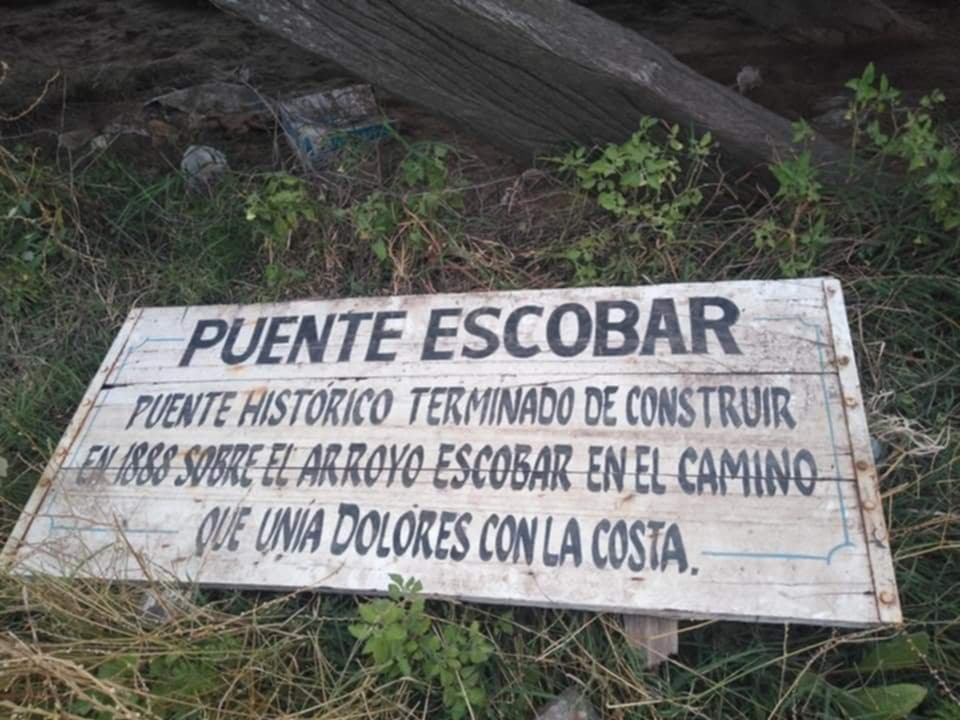 PUENTE ESCOBAR
PUENTE HISTÓRICO TERMINADO DE CONSTRUIR
EN 1888 SOBRE EL ARROYO ESCOBAR EN EL CAMINO
QUE UNÍA DOLORES CON LA COSTA.